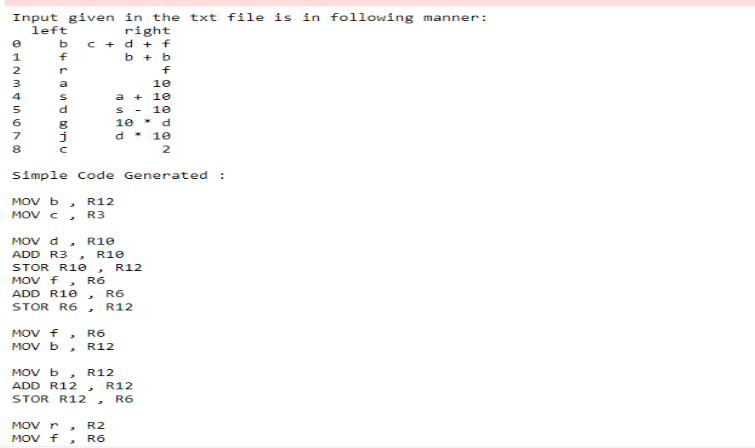 Input given in the txt file is in following manner:
left right
0 b c + d + f
1 f b + b
2 r f
3 a 10
4 s a + 10
5 d s - 10
6 g 10 * d
7 j d * 10
8 c 2
Simple Code Generated :
MOV b , R12
MOV c , R3
MOV d , R10
ADD R3 , R10
STOR R10 , R12
MOV f , R6
ADD R10 , R6
STOR R6 , R12
MOV f , R6
MOV b , R12
MOV b , R12
ADD R12 , R12
STOR R12 , R6
MOV r , R2
MOV f , R6